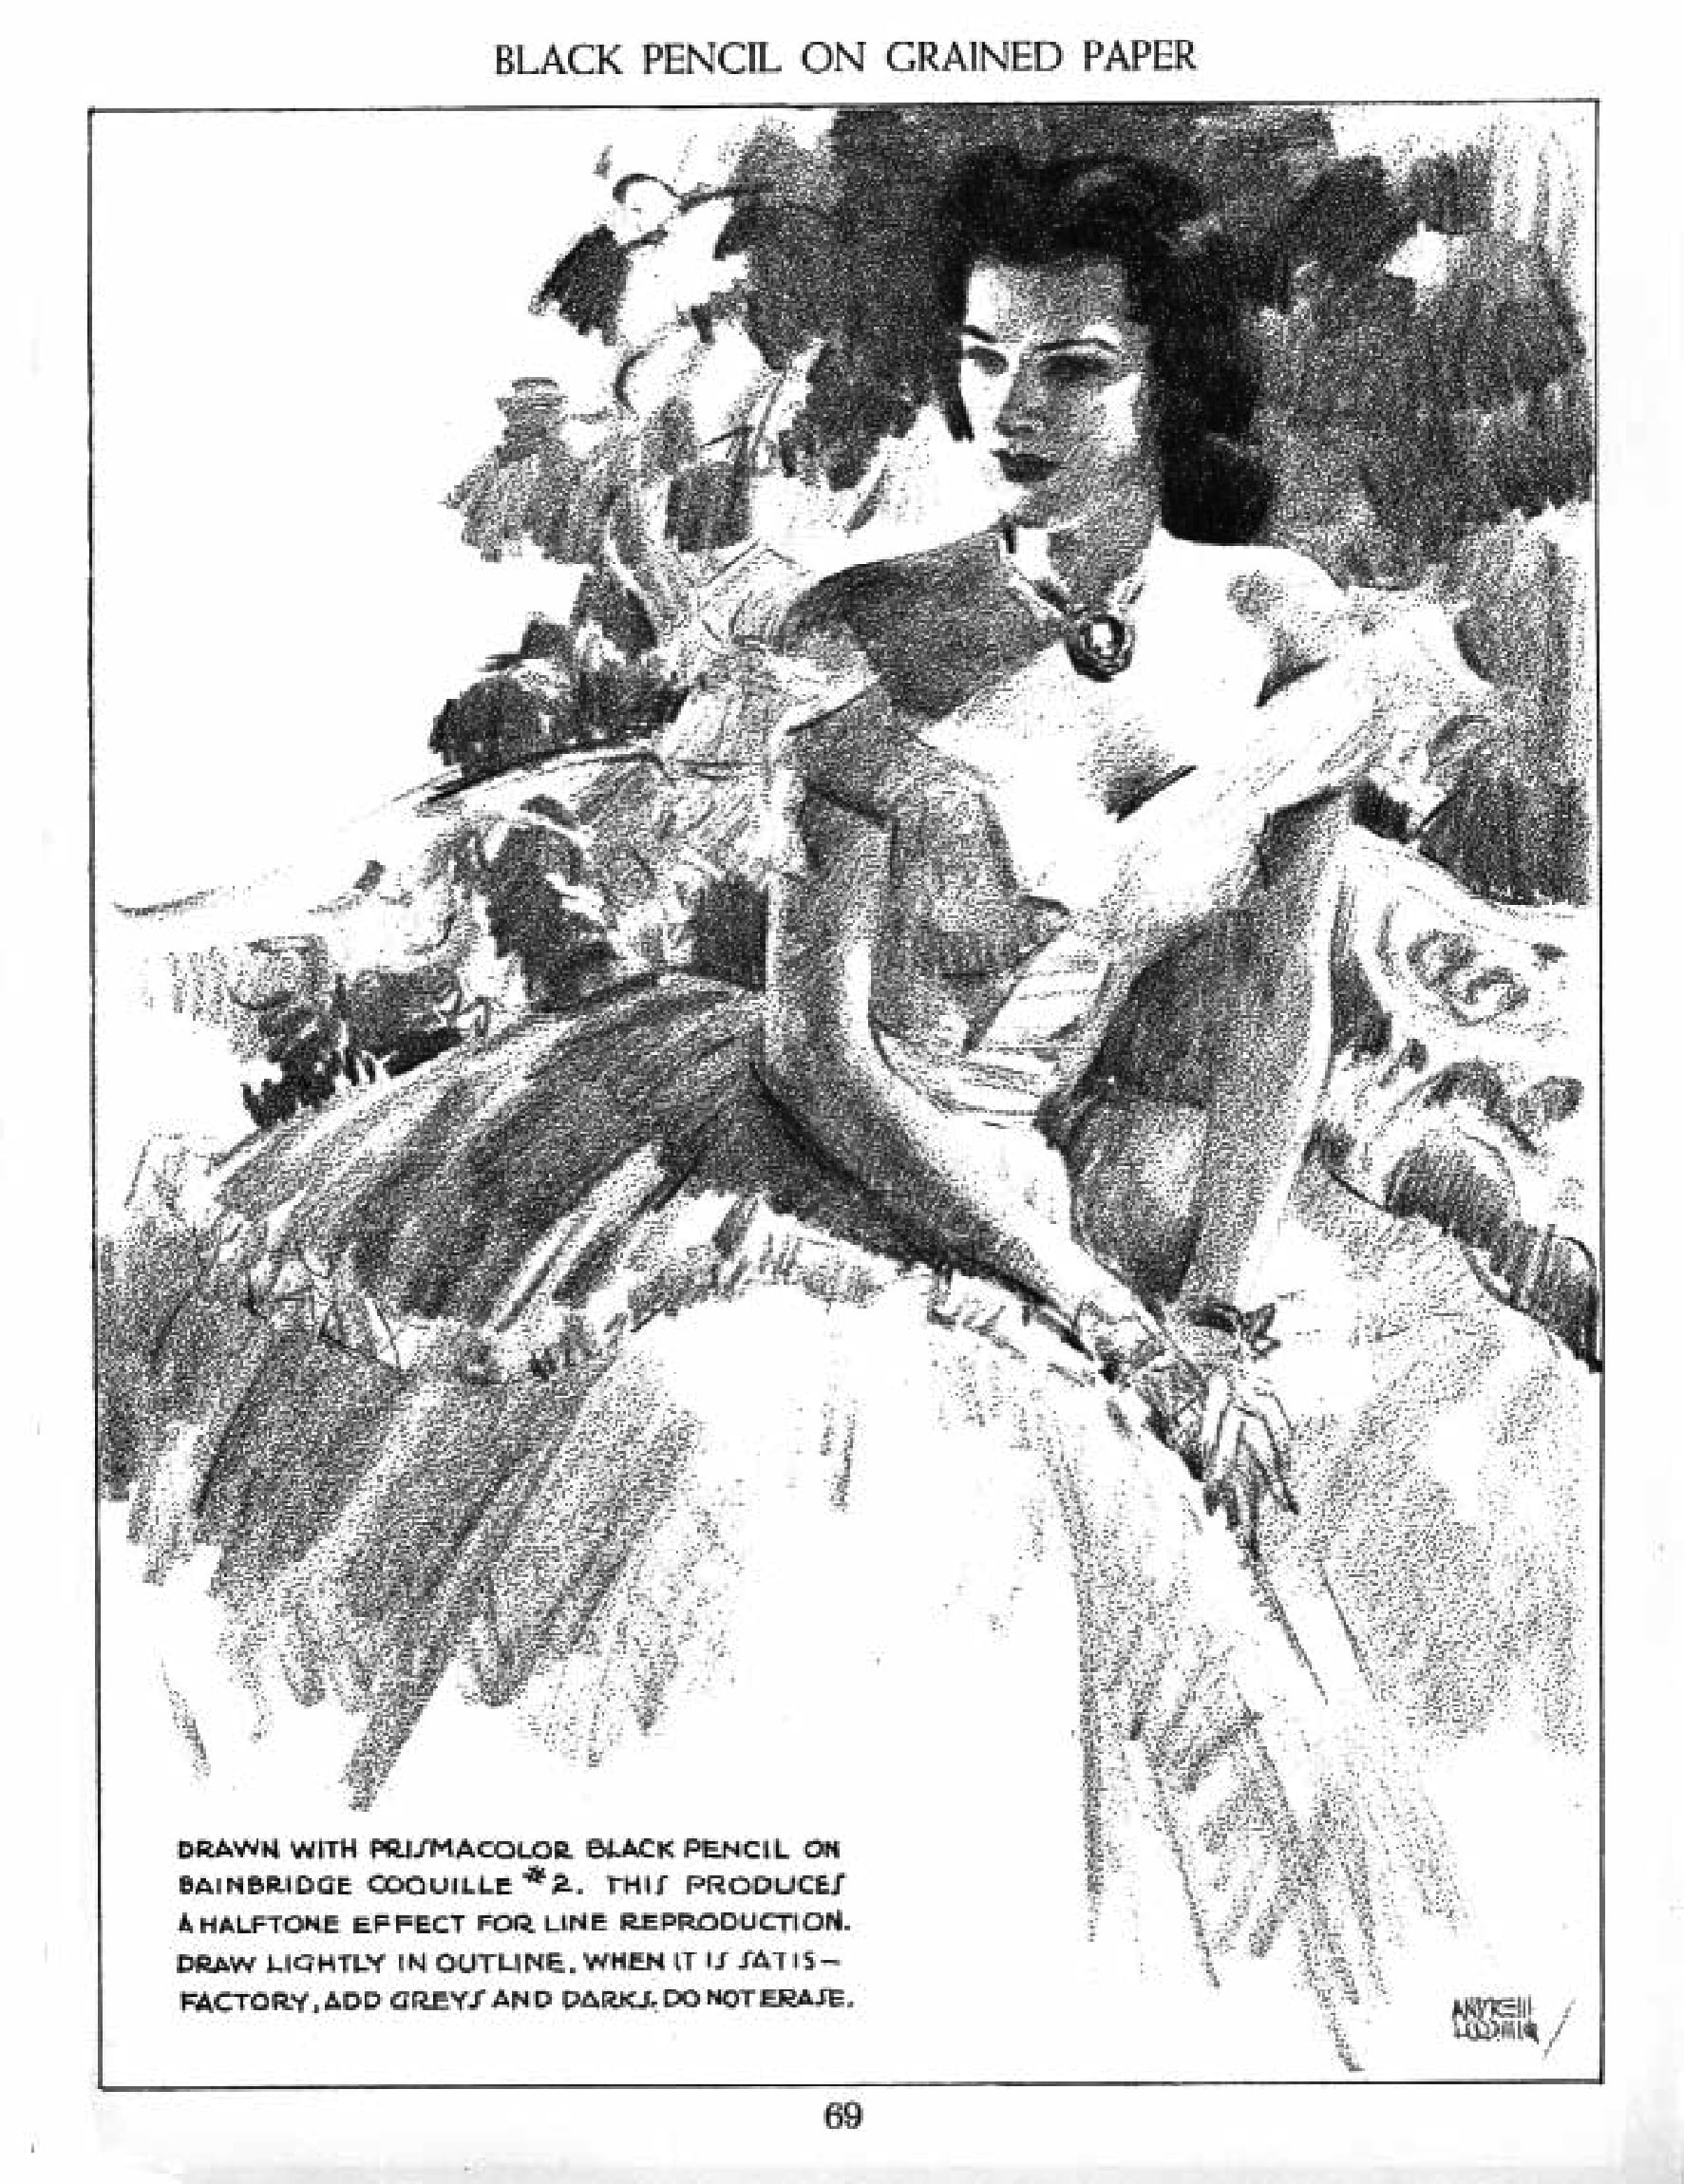 BLACK PENCIL ON GRAINED PAPER
DRAWN WITH PRISMACOLOR BLACK PENCIL ON
BAINBRIDGE COQUILLE #2. THIS PRODUCES
A HALFTONE EFFECT FOR LINE REPRODUCTION.
DRAW LIGHTLY IN OUTLINE. WHEN IT IS SATIS-
FACTORY, ADD GREYS AND DARKS. DO NOT ERASE.
ANDREW
LOOMIS
69